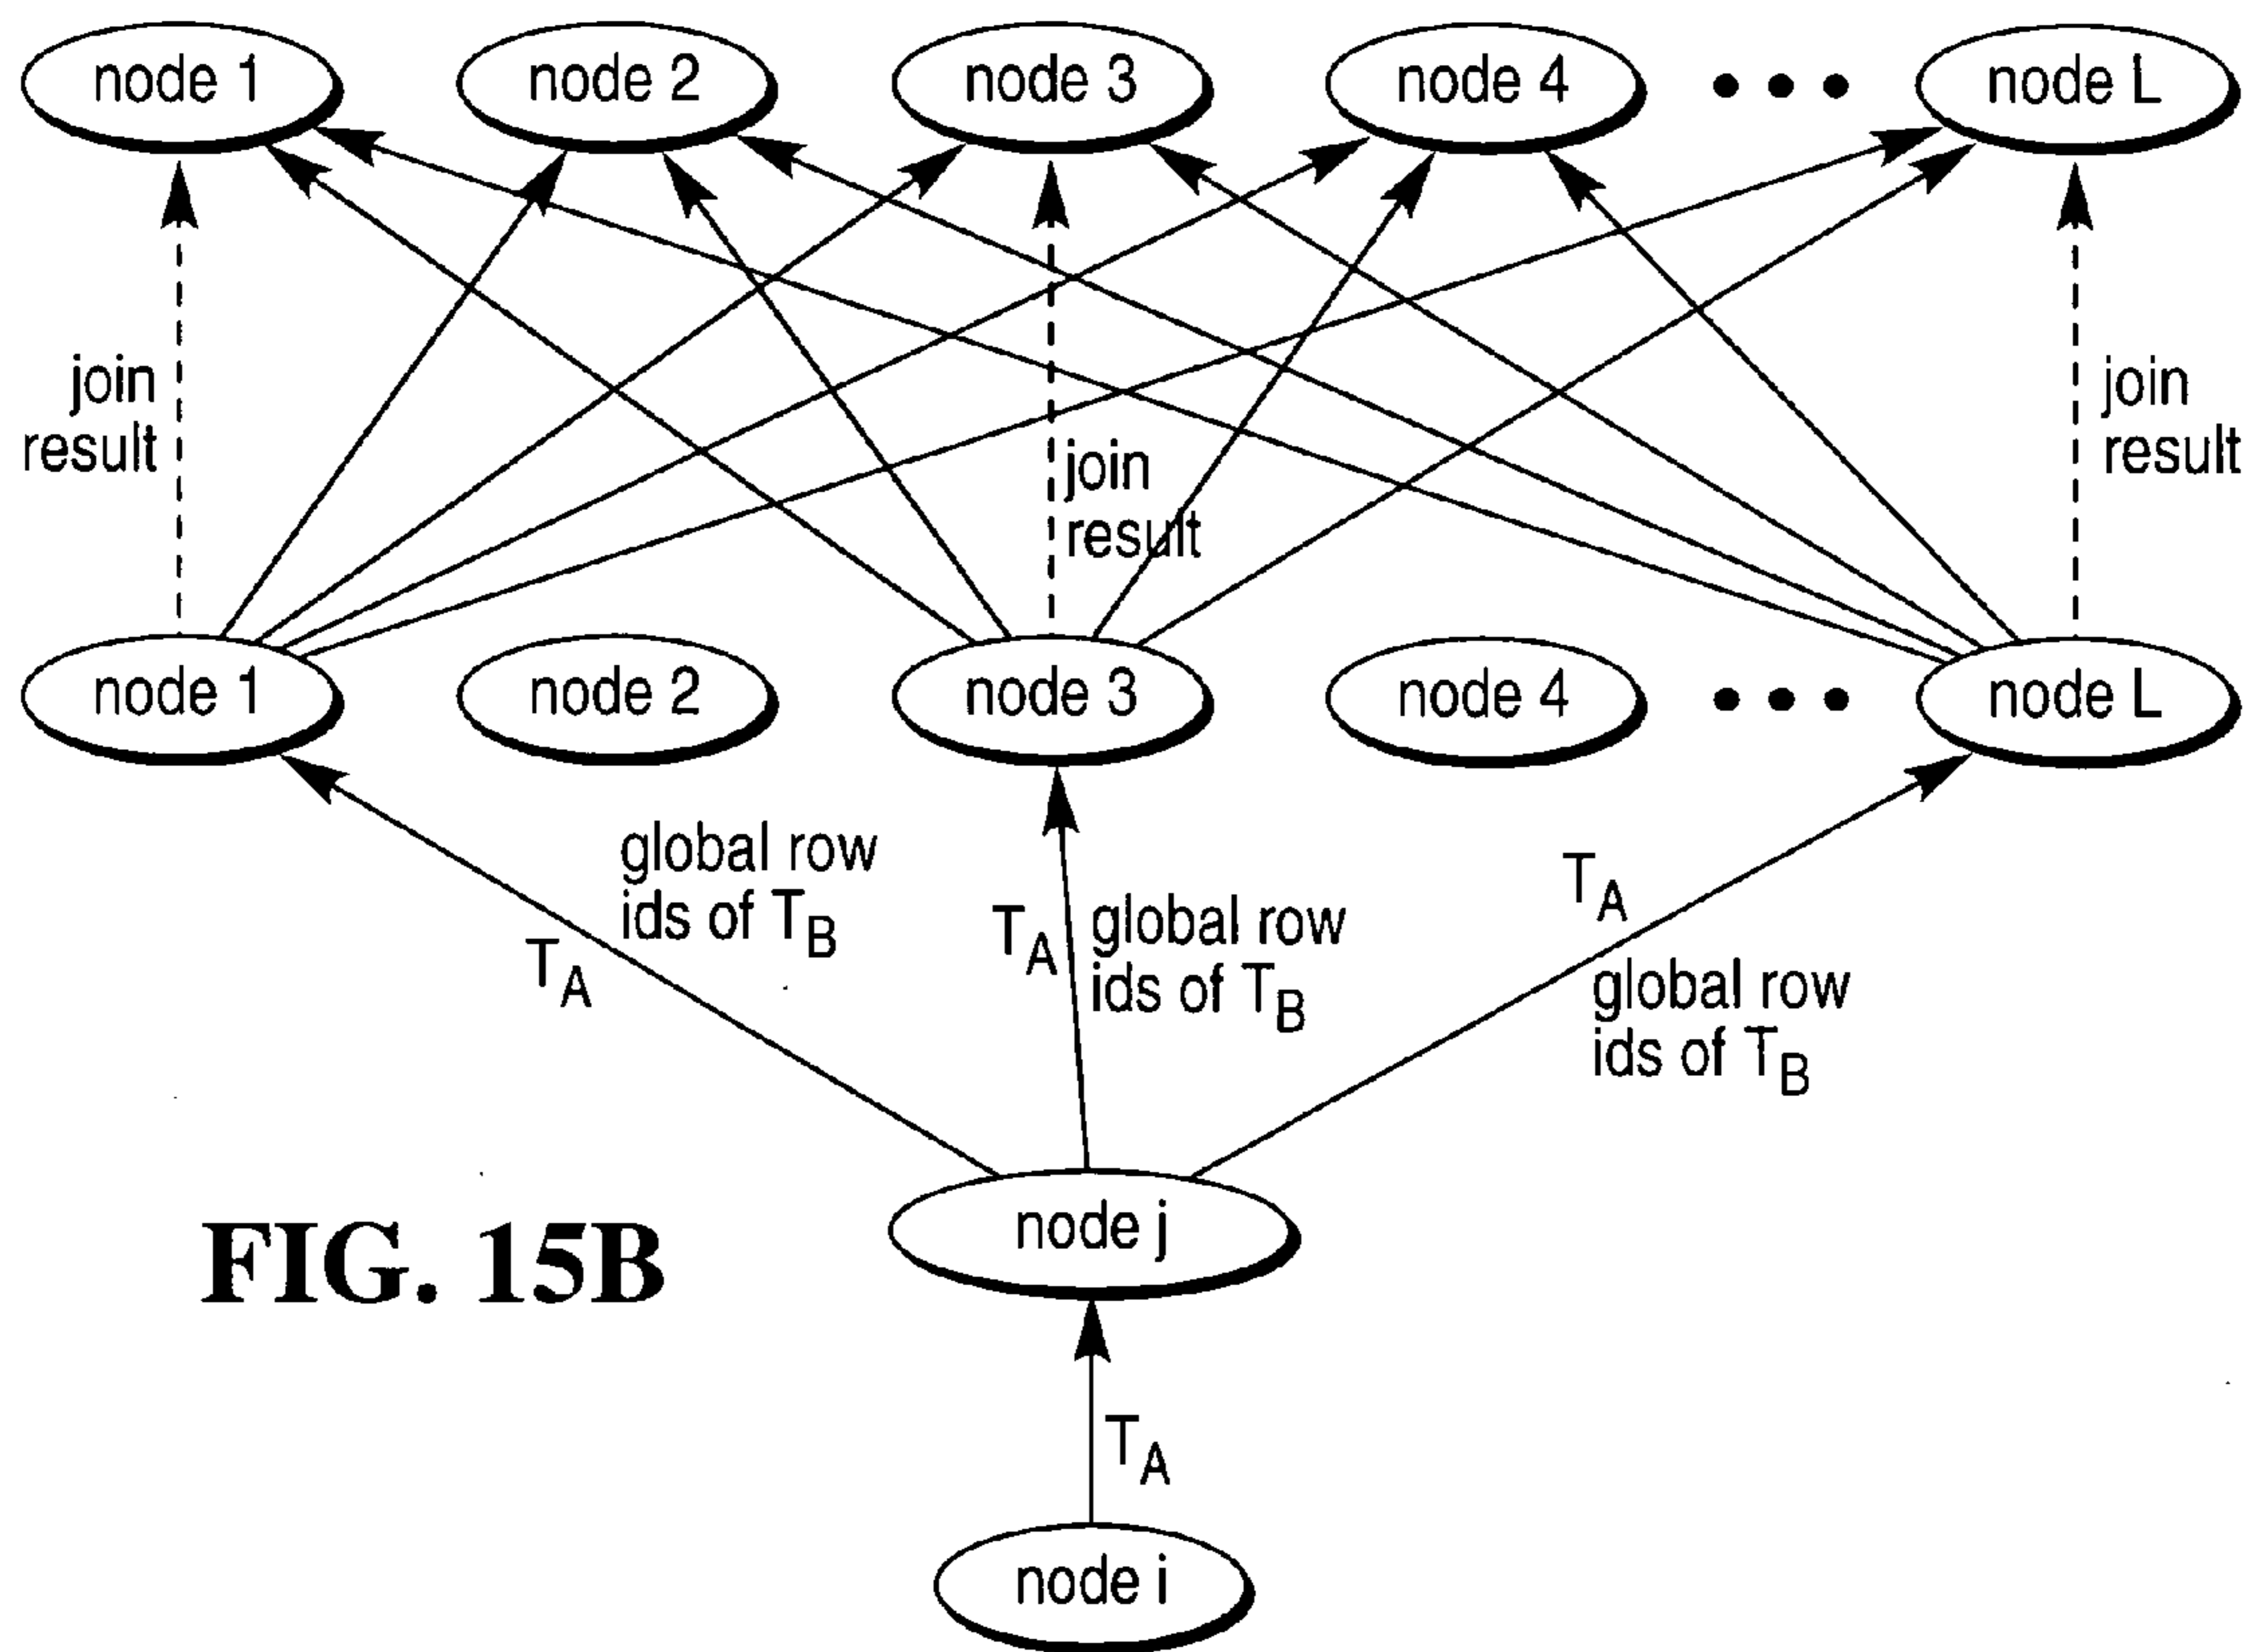 node 1
node 2
node 3
node 4
node L
join
result
join
result
join
result
node 1
node 2
node 3
node 4
node L
global row
ids of TB
TA
TA
global row
ids of TB
TA
global row
ids of TB
node j
FIG. 15B
TA
node i